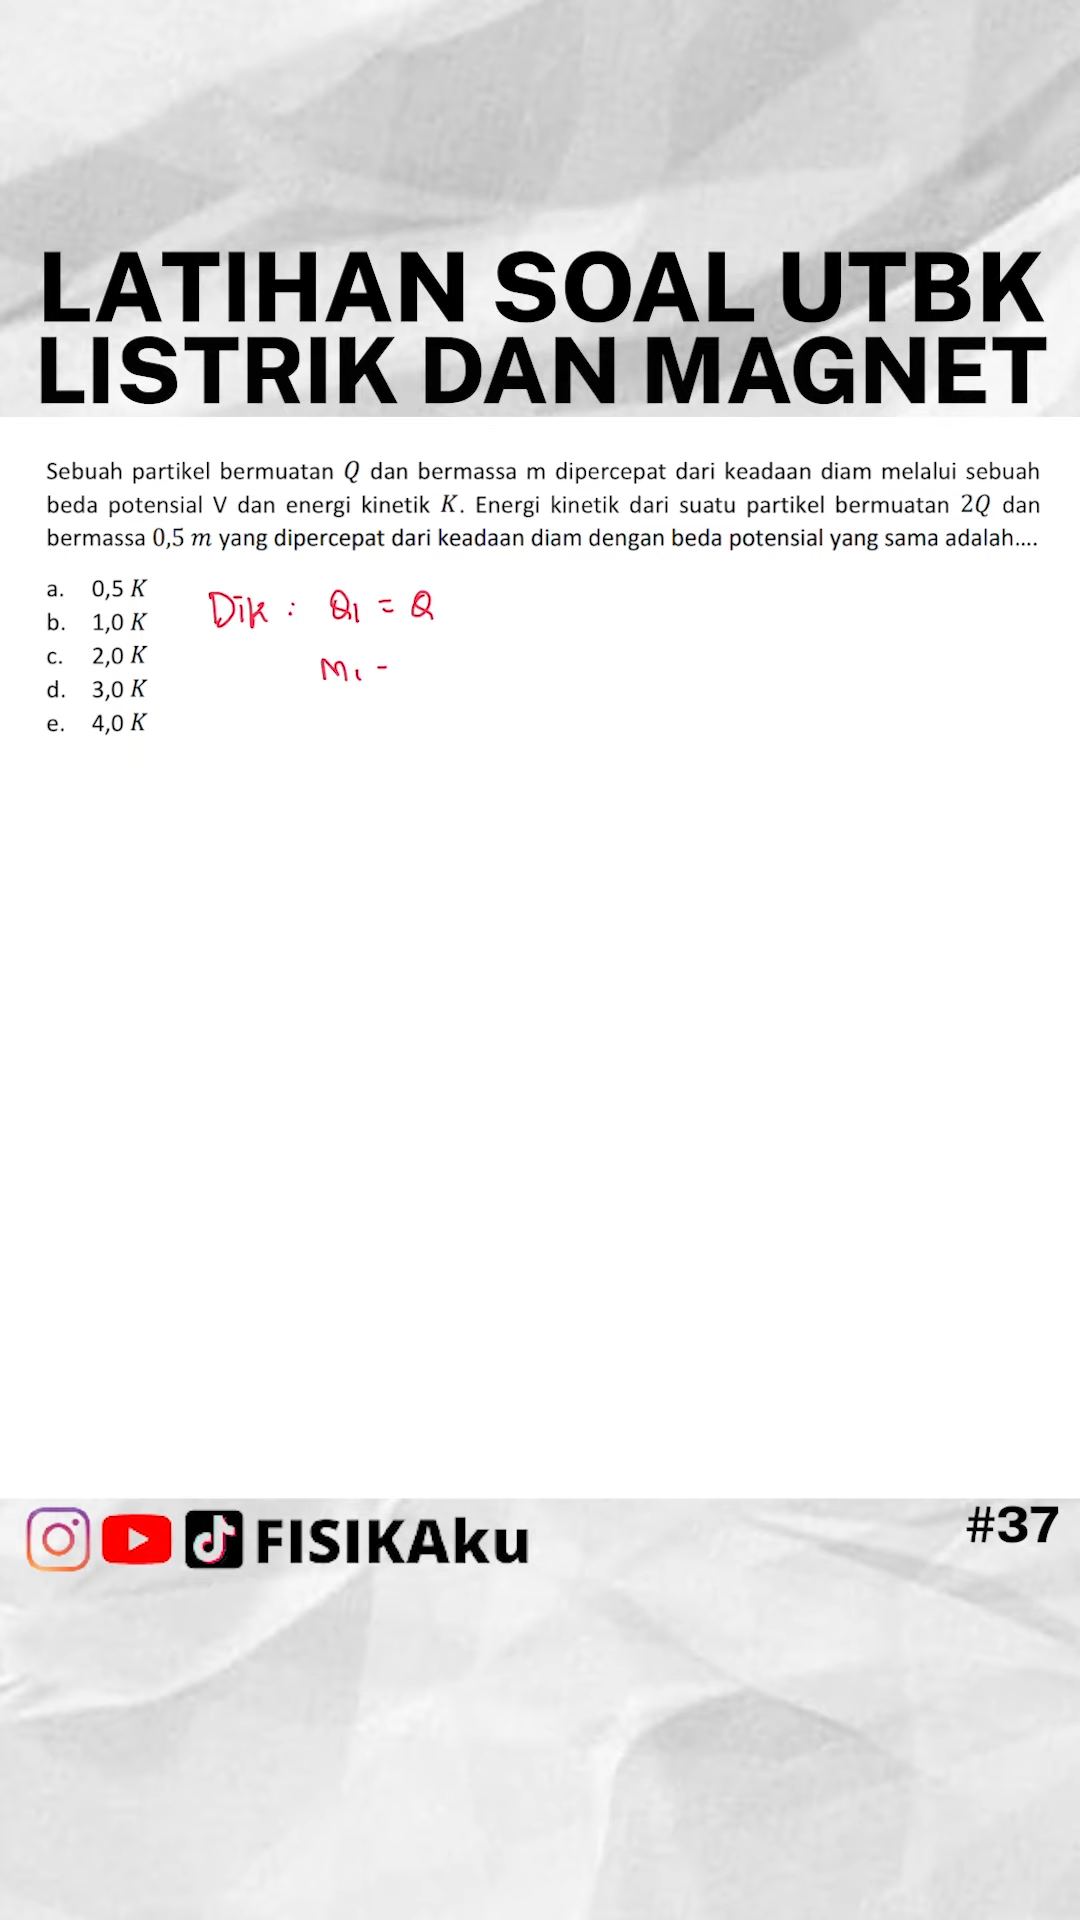 LATIHAN SOAL UTBK
LISTRIK DAN MAGNET
Sebuah partikel bermuatan Q dan bermassa m dipercepat dari keadaan diam melalui sebuah
beda potensial V dan energi kinetik K. Energi kinetik dari suatu partikel bermuatan 2Q dan
bermassa 0,5 m yang dipercepat dari keadaan diam dengan beda potensial yang sama adalah....
a. 0,5 K
b. 1,0 K
c. 2,0 K
d. 3,0 K
e. 4,0 K
Dik : Q1 = Q
M1 -
FISIKAku
#37